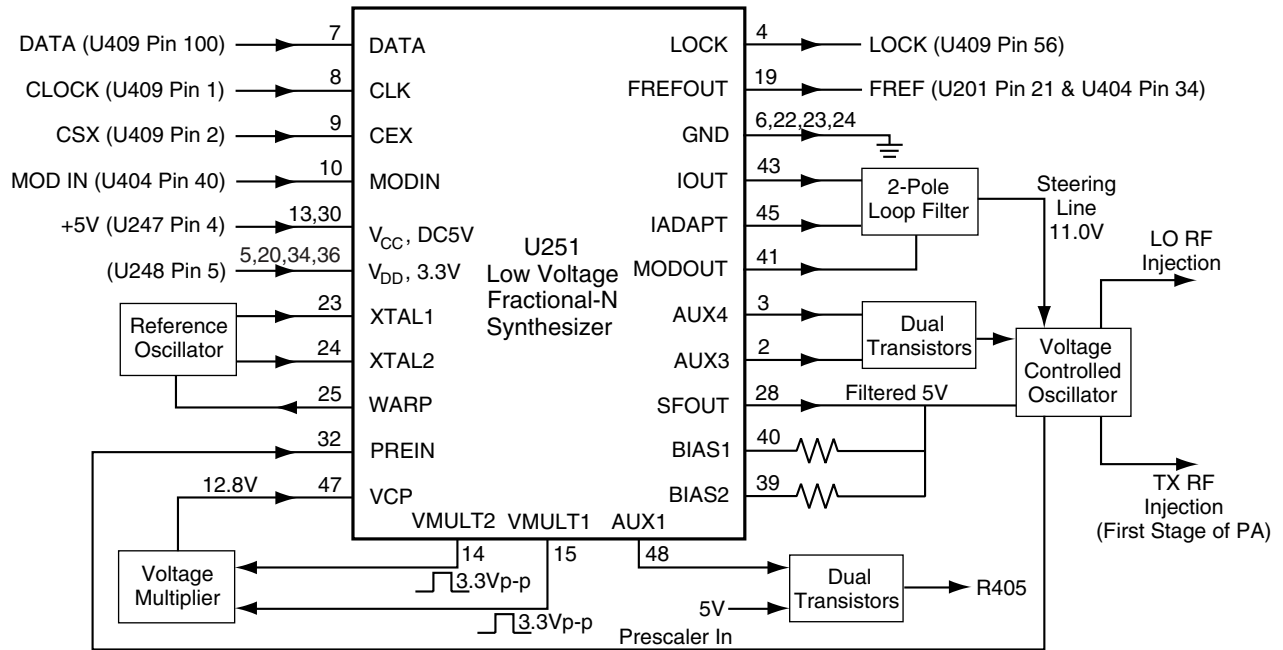 DATA (U409 Pin 100)
7
DATA
CLOCK (U409 Pin 1)
8
CLK
CSX (U409 Pin 2)
9
CEX
MOD IN (U404 Pin 40)
10
MODIN
+5V (U247 Pin 4)
13,30
VCC, DC5V
(U248 Pin 5)
5,20,34,36
VDD, 3.3V
Reference
Oscillator
23
XTAL1
24
XTAL2
25
WARP
32
PREIN
12.8V
47
VCP
Voltage
Multiplier
VMULT2
14
3.3Vp-p
VMULT1
15
3.3Vp-p
AUX1
48
U251
Low Voltage
Fractional-N
Synthesizer
LOCK
4
LOCK (U409 Pin 56)
FREFOUT
19
FREF (U201 Pin 21 & U404 Pin 34)
GND
6,22,23,24
IOUT
43
IADAPT
45
MODOUT
41
2-Pole
Loop Filter
Steering
Line
11.0V
AUX4
3
AUX3
2
Dual
Transistors
SFOUT
28
Filtered 5V
BIAS1
40
BIAS2
39
Voltage
Controlled
Oscillator
LO RF
Injection
TX RF
Injection
(First Stage of PA)
5V
Dual
Transistors
R405
Prescaler In